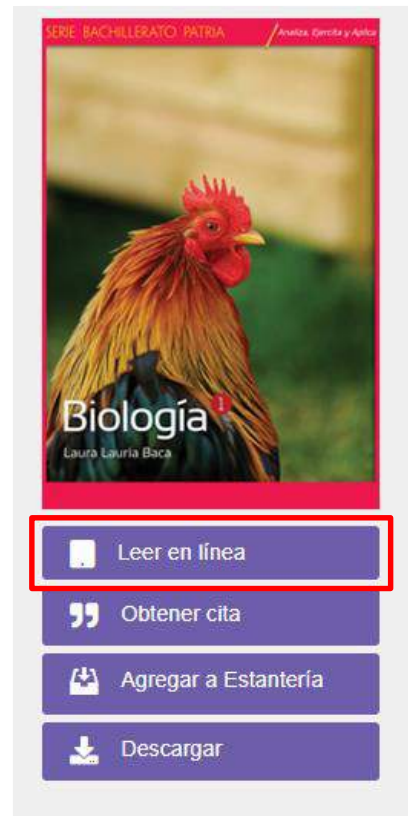 SERIE BACHILLERATO PATRIA
Analiza, Ejercita y Aplica
Biología 1
Laura Lauria Baca
Leer en línea
Obtener cita
Agregar a Estantería
Descargar